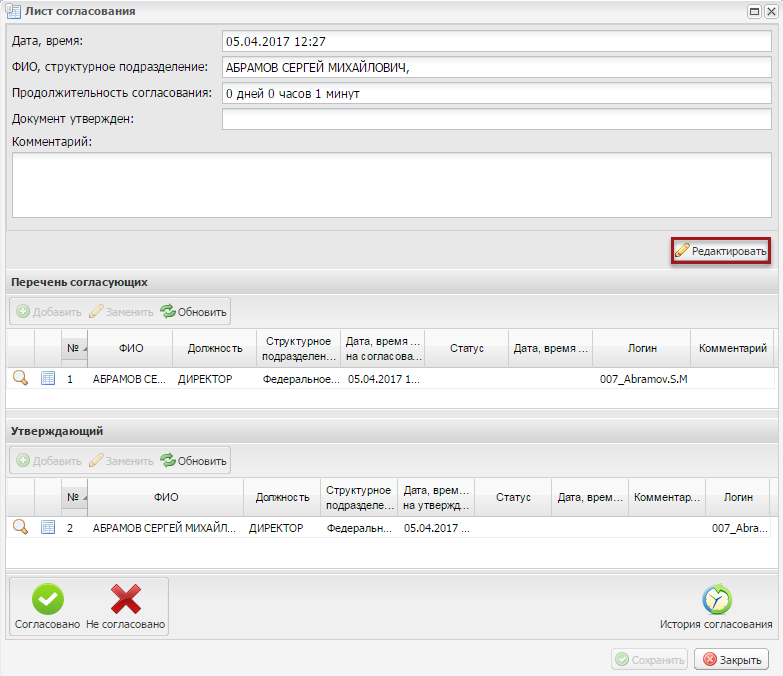 Лист согласования
Дата, время: 05.04.2017 12:27
ФИО, структурное подразделение: АБРАМОВ СЕРГЕЙ МИХАЙЛОВИЧ,
Продолжительность согласования: 0 дней 0 часов 1 минут
Документ утвержден:
Комментарий:
Редактировать
Перечень согласующих
Добавить Заменить Обновить
№ ФИО Должность Структурное подразделен... Дата, время ... на согласова... Статус Дата, время ... Логин Комментарий
1 АБРАМОВ СЕ... ДИРЕКТОР Федеральное... 05.04.2017 1... 007_Abramov.S.M
Утверждающий
Добавить Заменить Обновить
№ ФИО Должность Структурное подразделе... Дата, врем... на утвержд... Статус Дата, врем... Комментар... Логин
2 АБРАМОВ СЕРГЕЙ МИХАЙЛ... ДИРЕКТОР Федеральн... 05.04.2017 ... 007_Abra...
Согласовано Не согласовано История согласования
Сохранить Закрыть